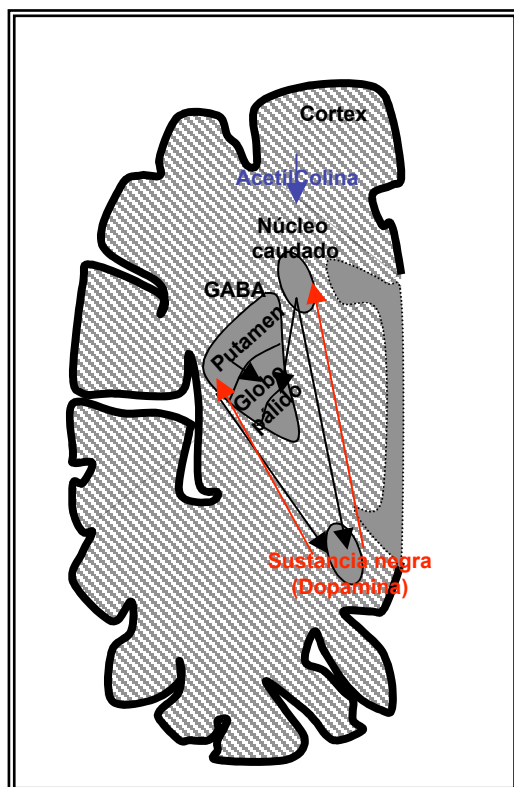 Cortex
AcetilColina
Núcleo
caudado
GABA
Putamen
Globo
pálido
Sustancia negra
(Dopamina)